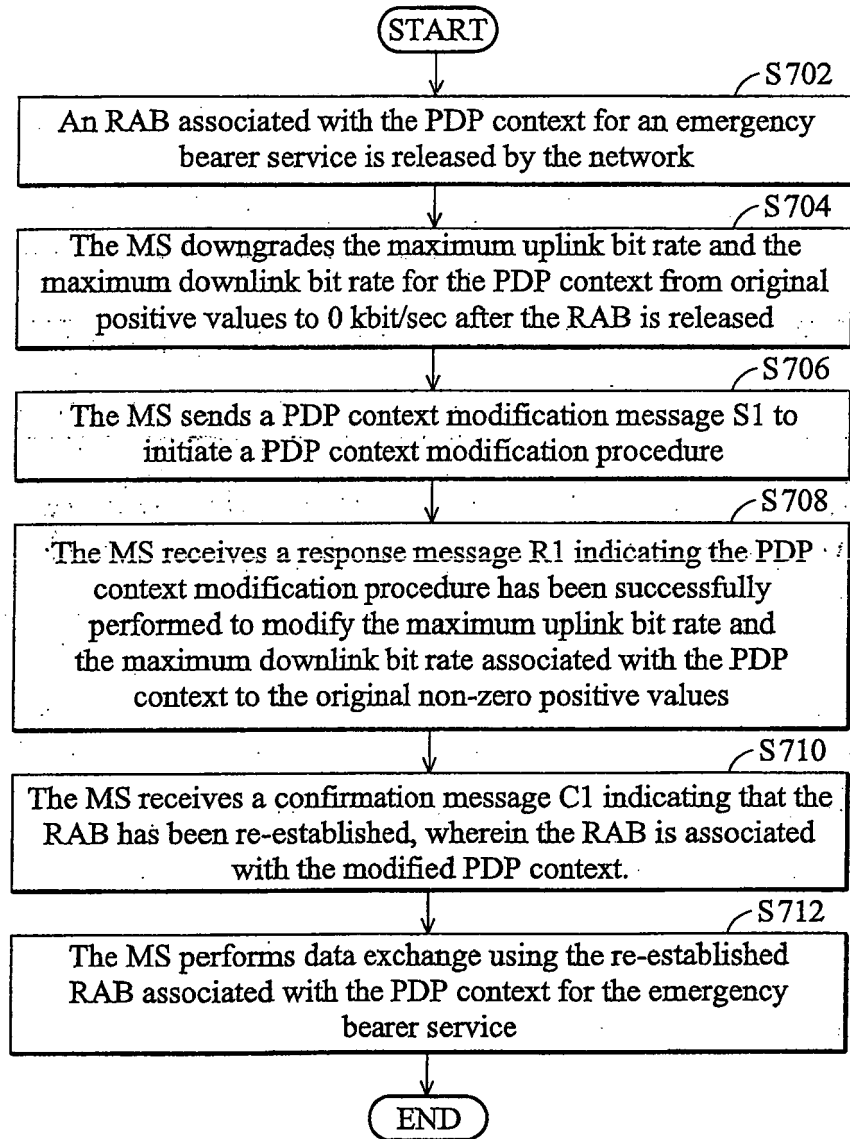 START
S702
An RAB associated with the PDP context for an emergency
bearer service is released by the network
S704
The MS downgrades the maximum uplink bit rate and the
maximum downlink bit rate for the PDP context from original
positive values to 0 kbit/sec after the RAB is released
S706
The MS sends a PDP context modification message S1 to
initiate a PDP context modification procedure
S708
The MS receives a response message R1 indicating the PDP
context modification procedure has been successfully
performed to modify the maximum uplink bit rate and
the maximum downlink bit rate associated with the PDP
context to the original non-zero positive values
S710
The MS receives a confirmation message C1 indicating that the
RAB has been re-established, wherein the RAB is associated
with the modified PDP context.
S712
The MS performs data exchange using the re-established
RAB associated with the PDP context for the emergency
bearer service
END